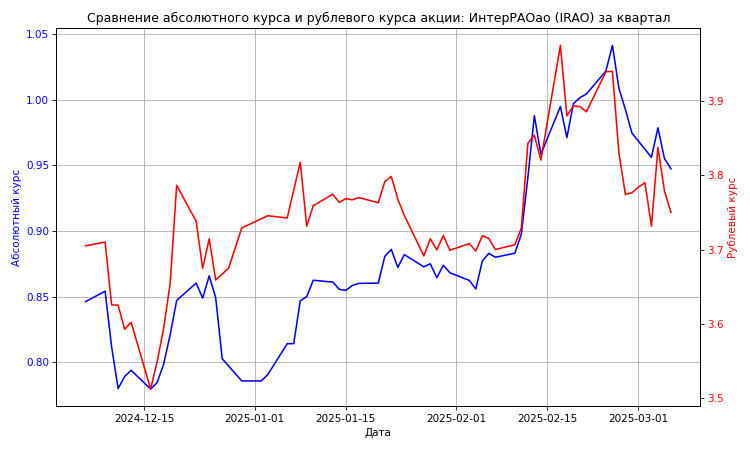 Сравнение абсолютного курса и рублевого курса акции: ИнтерРАОао (IRAO) за квартал
1.05
1.00
0.95
0.90
0.85
0.80
Абсолютный курс
3.9
3.8
3.7
3.6
3.5
Рублевый курс
2024-12-15 2025-01-01 2025-01-15 2025-02-01 2025-02-15 2025-03-01
Дата